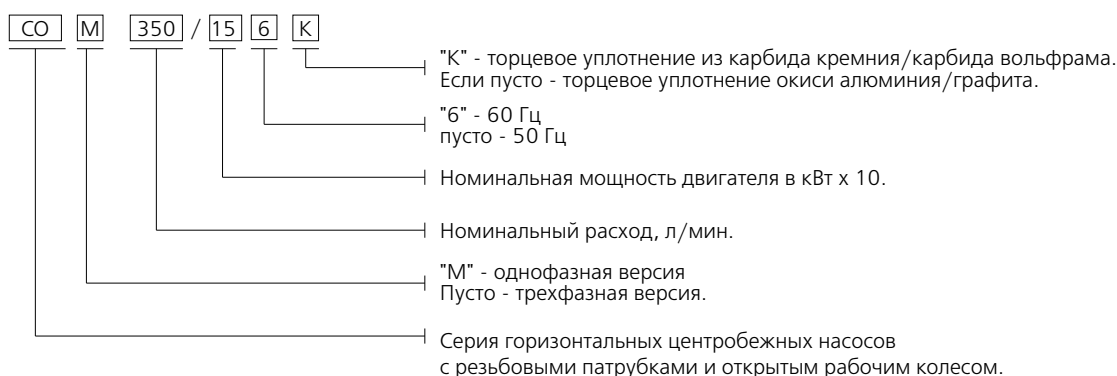 CO M 350 / 15 6 K
"K" - торцевое уплотнение из карбида кремния/карбида вольфрама.
Если пусто - торцевое уплотнение окиси алюминия/графита.
"6" - 60 Гц
пусто - 50 Гц
Номинальная мощность двигателя в кВт х 10.
Номинальный расход, л/мин.
"М" - однофазная версия
Пусто - трехфазная версия.
Серия горизонтальных центробежных насосов
с резьбовыми патрубками и открытым рабочим колесом.